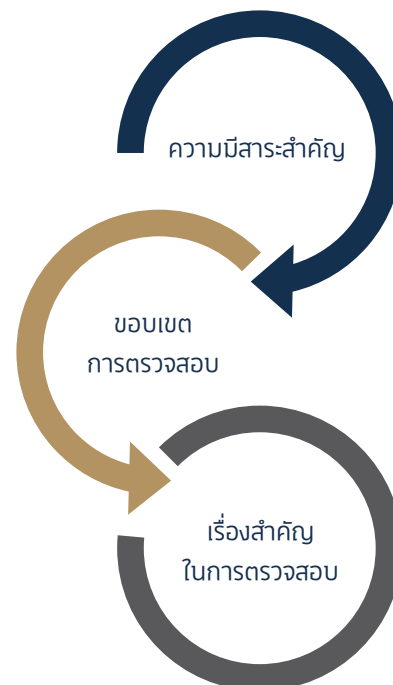 ความมีสาระสำคัญ
ขอบเขต
การตรวจสอบ
เรื่องสำคัญ
ในการตรวจสอบ